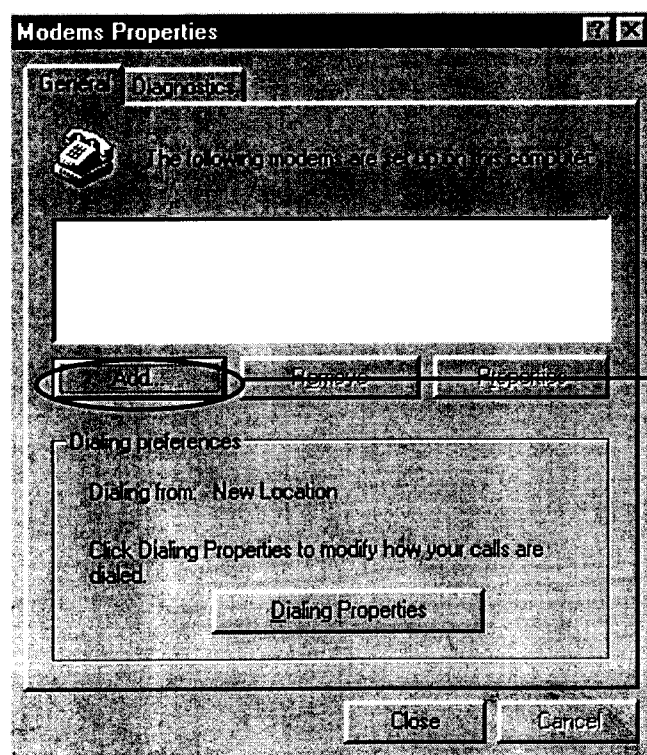 Modems Properties
General Diagnostics
The following modems are set up on this computer:
Add... Remove Properties
Dialing preferences
Dialing from: New Location
Click Dialing Properties to modify how your calls are
dialed.
Dialing Properties
Close Cancel